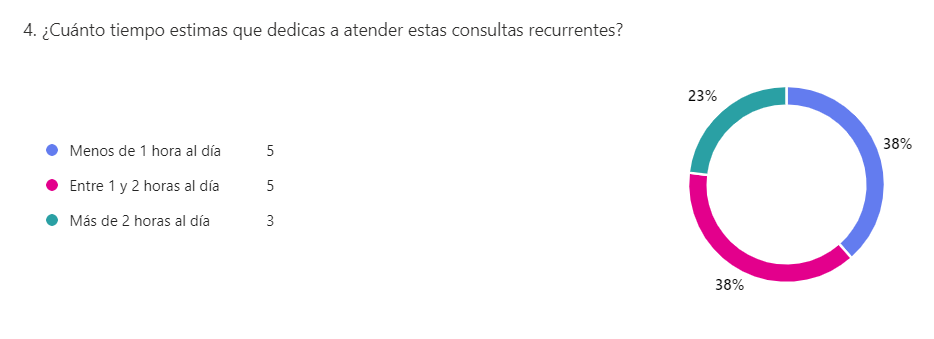 4. ¿Cuánto tiempo estimas que dedicas a atender estas consultas recurrentes?
23%
38%
Menos de 1 hora al día 5
Entre 1 y 2 horas al día 5
Más de 2 horas al día 3
38%